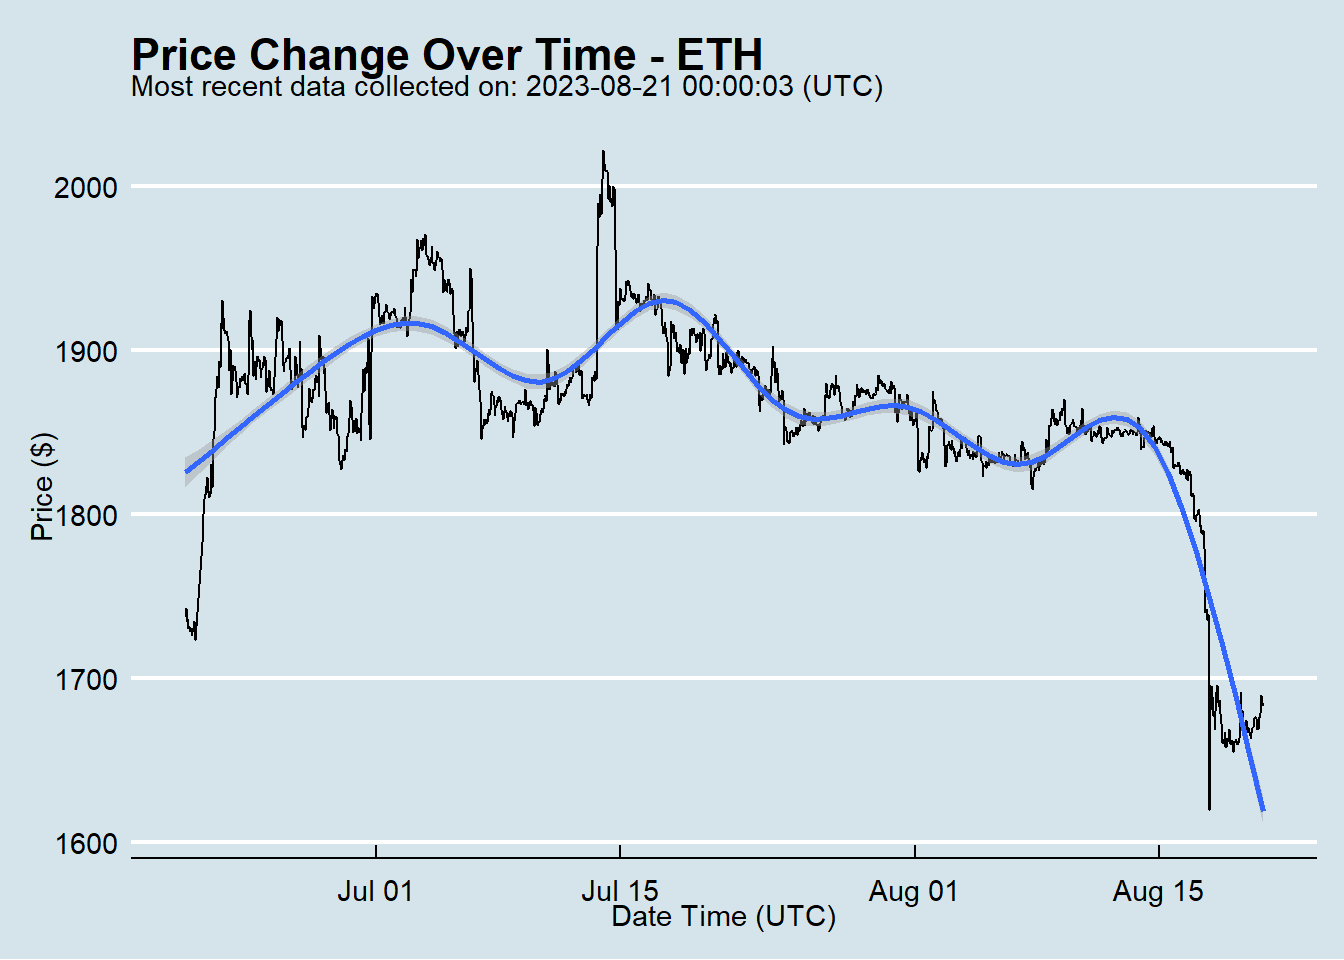 Price Change Over Time - ETH
Most recent data collected on: 2023-08-21 00:00:03 (UTC)
Price ($)
2000
1900
1800
1700
1600
Jul 01 Jul 15 Aug 01 Aug 15
Date Time (UTC)